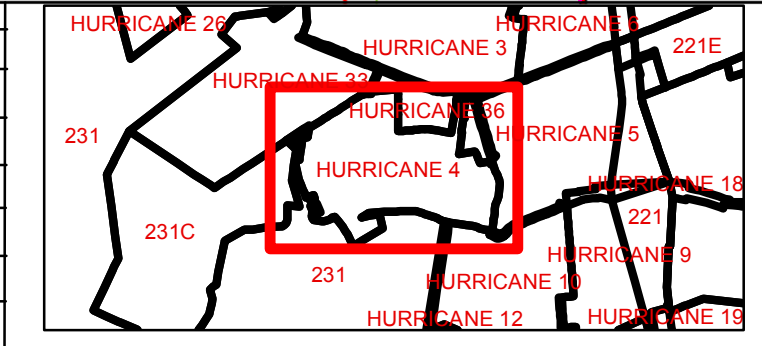 HURRICANE 26
HURRICANE 6
HURRICANE 3
221E
HURRICANE 33
HURRICANE 36
231
HURRICANE 5
HURRICANE 4
HURRICANE 18
221
231C
HURRICANE 9
231
HURRICANE 10
HURRICANE 12
HURRICANE 19